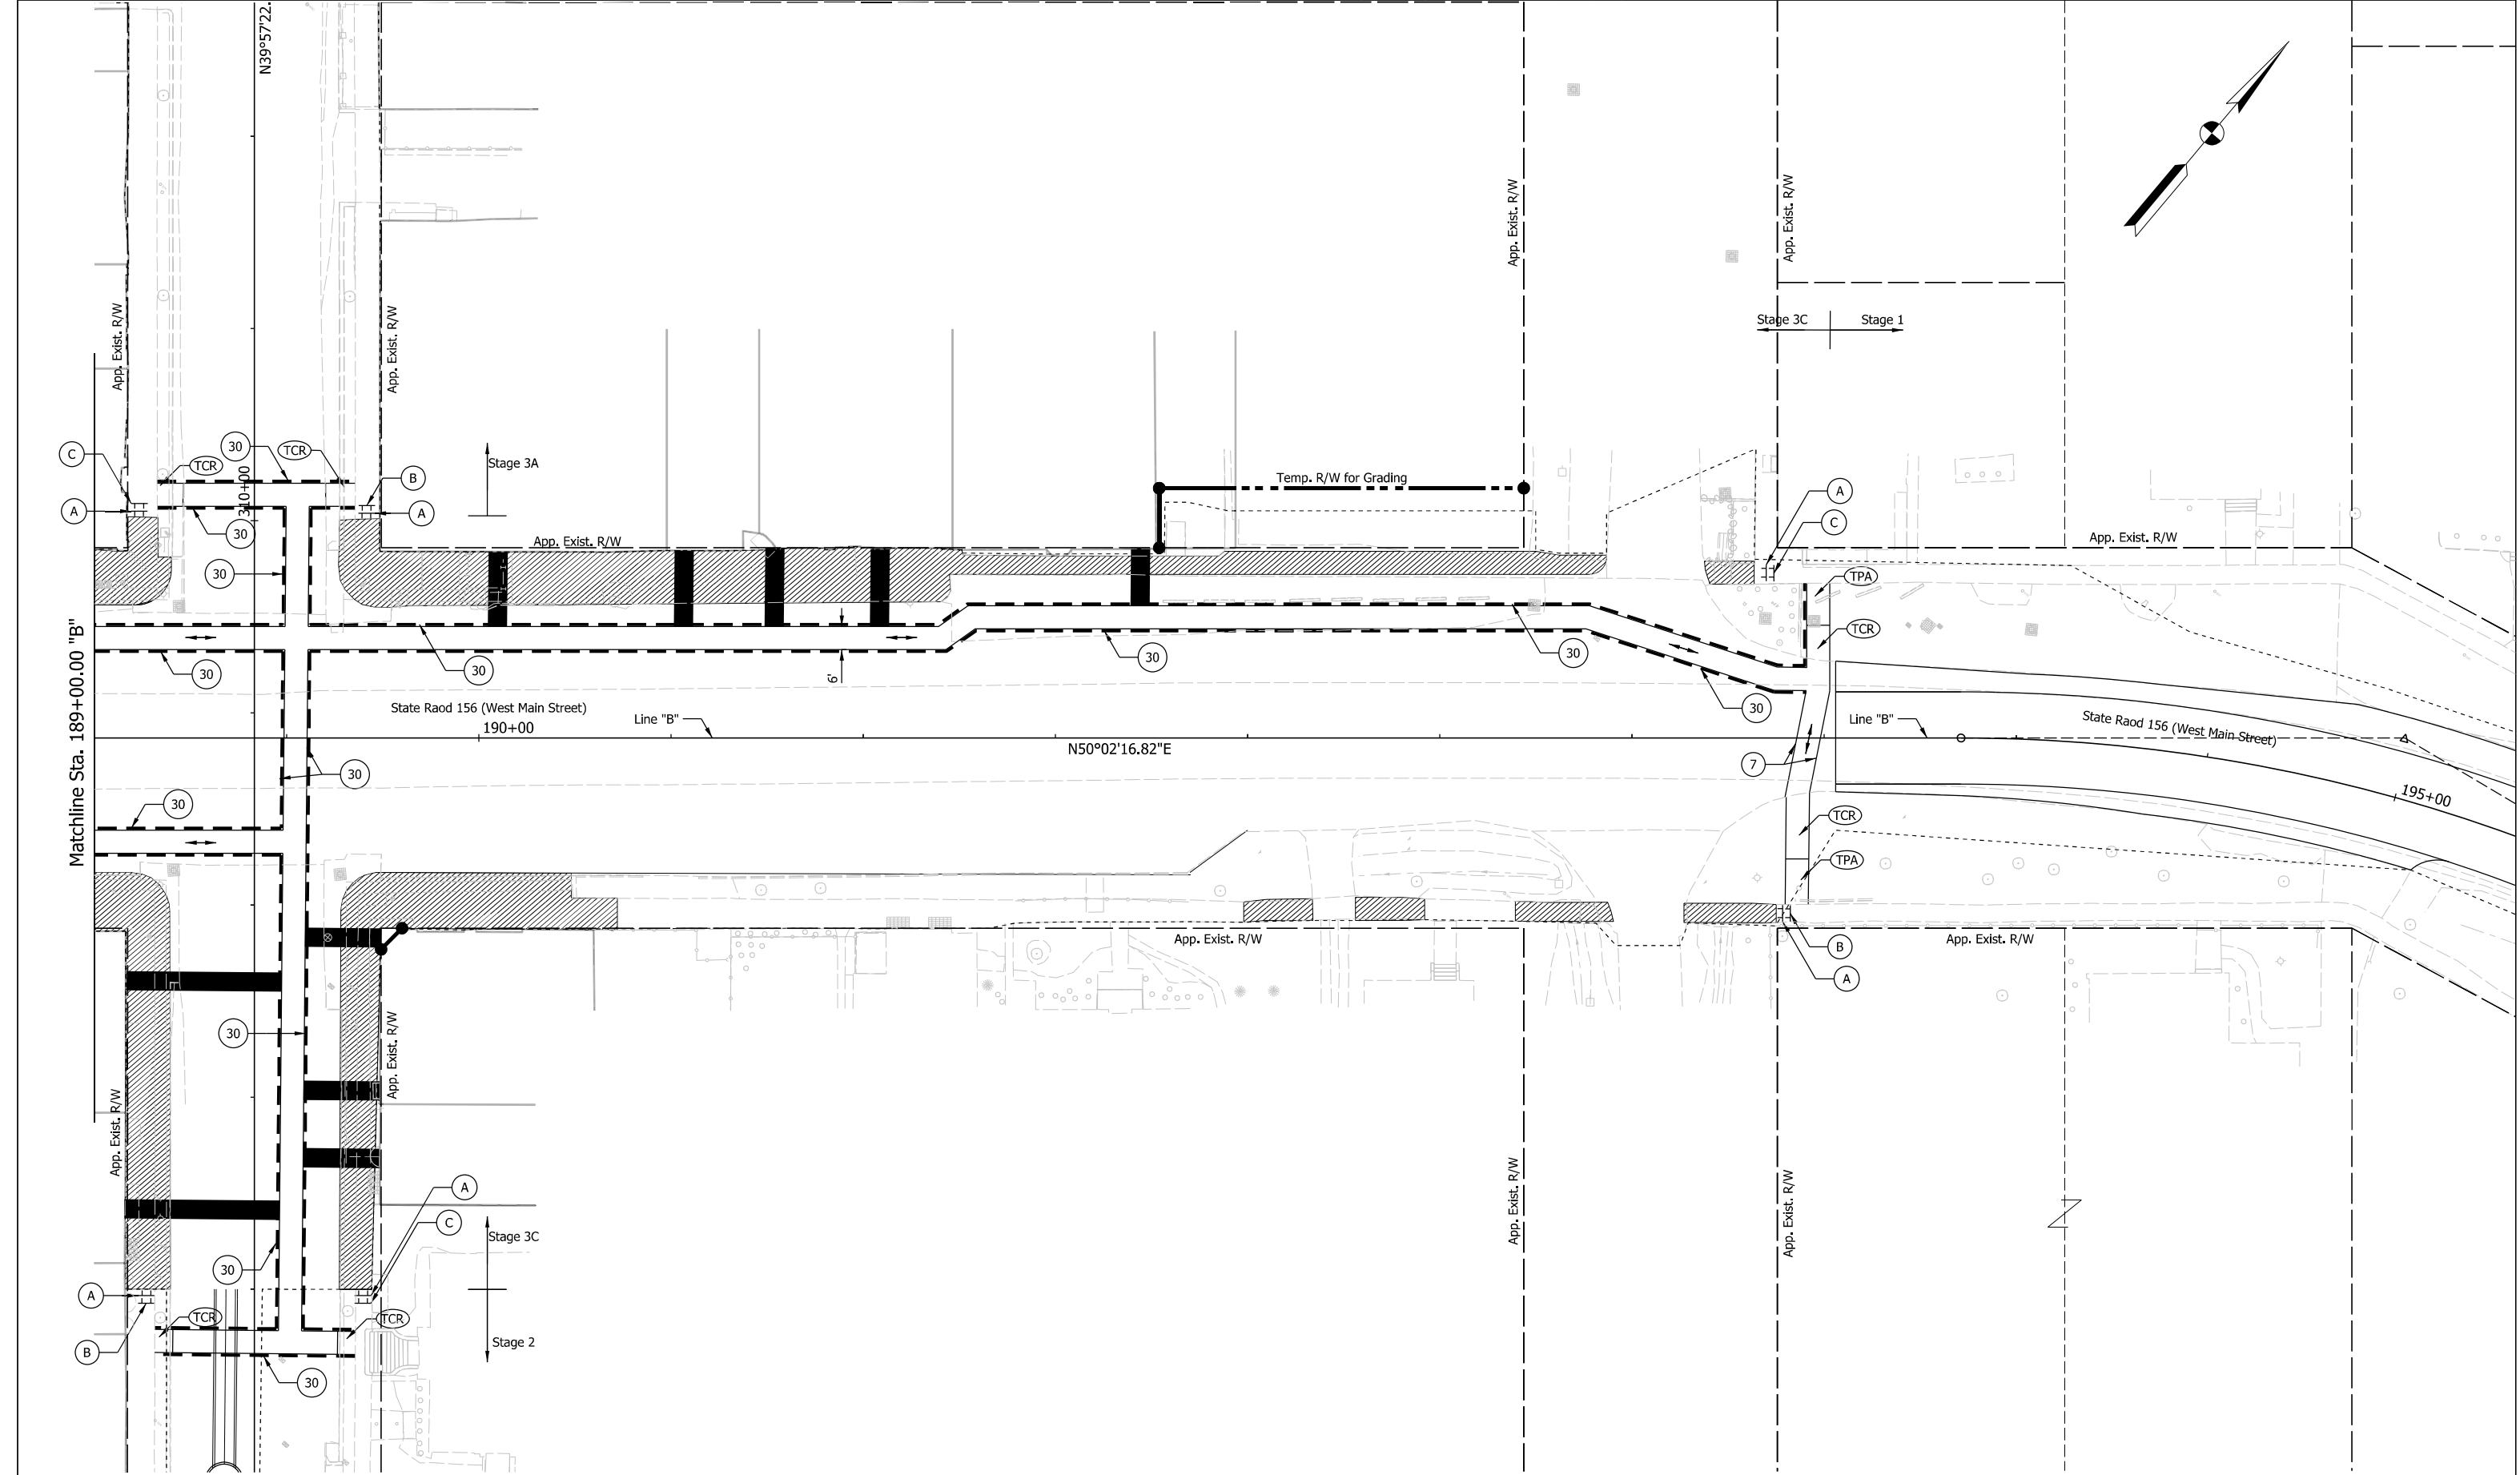 N39°57'22.
App. Exist. R/W
App. Exist. R/W
App. Exist. R/W
App. Exist. R/W
Stage 3C
Stage 1
C
30
TCR
TCR
310+00
Stage 3A
B
A
A
30
30
Temp. R/W for Grading
A
C
App. Exist. R/W
App. Exist. R/W
TPA
TCR
Matchline Sta. 189+00.00 "B"
30
30
30
30
30
6'
State Raod 156 (West Main Street)
190+00
Line "B"
N50°02'16.82"E
Line "B"
State Raod 156 (West Main Street)
195+00
7
30
30
TCR
TPA
App. Exist. R/W
App. Exist. R/W
B
A
30
App. Exist. R/W
App. Exist. R/W
App. Exist. R/W
App. Exist. R/W
A
C
Stage 3C
30
A
TCR
TCR
B
Stage 2
30